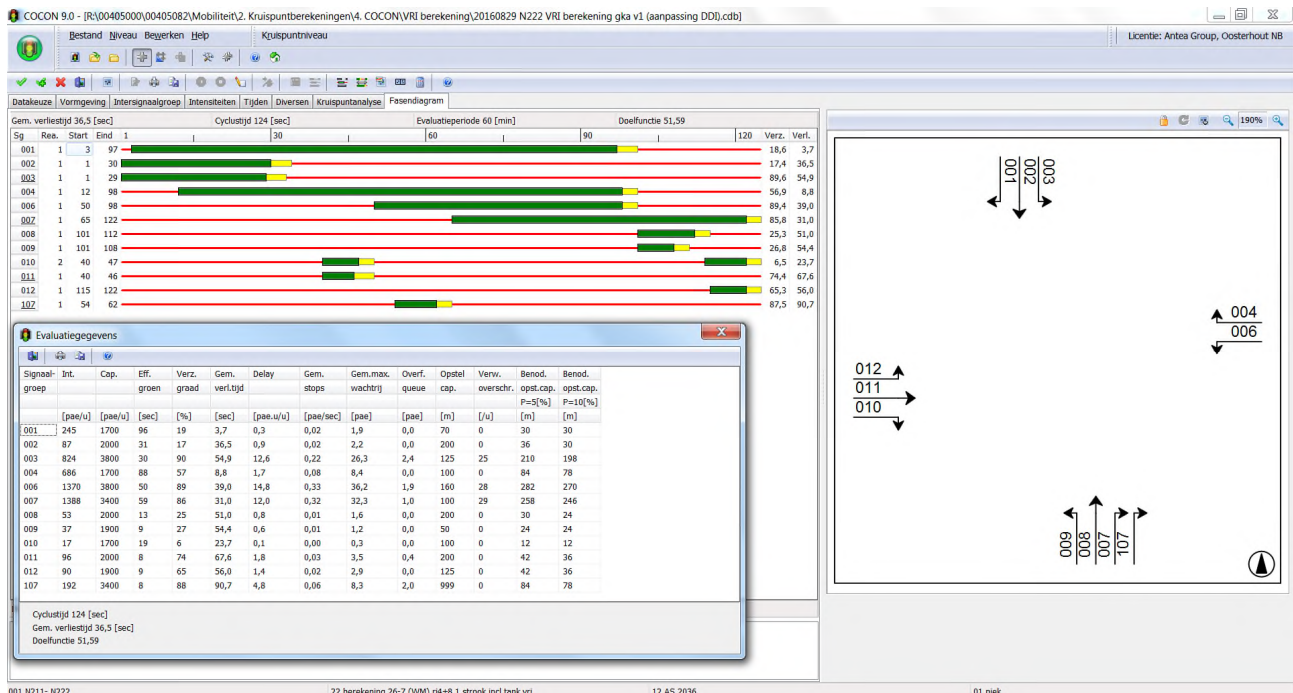 COCON 9.0 - [R:\00405000\00405082\Mobiliteit\2. Kruispuntberekeningen\4. COCON\VRI berekening\20160829 N222 VRI berekening gka v1 (aanpassing DDI).cdb]
Bestand Niveau Bewerken Help Kruispuntniveau Licentie: Antea Group, Oosterhout NB
Datakeuze Vormgeving Intersignaalgroep Intensiteiten Tijden Diversen Kruispuntanalyse Fasendiagram
Gem. verliestijd 36,5 [sec] Cyclustijd 124 [sec] Evaluatieperiode 60 [min] Doelfunctie 51,59
190%
Sg Rea. Start Eind 1 30 60 90 120 Verz. Verl.
001 1 3 97 18,6 3,7
002 1 1 30 17,4 36,5
003 1 1 29 89,6 54,9
004 1 12 98 56,9 8,8
006 1 50 98 89,4 39,0
007 1 65 122 85,8 31,0
008 1 101 112 25,3 51,0
009 1 101 108 26,8 54,4
010 2 40 47 6,5 23,7
011 1 40 46 74,4 67,6
012 1 115 122 65,3 56,0
107 1 54 62 87,5 90,7
Evaluatiegegevens
Signaal- Int. Cap. Eff. Verz. Gem. Delay Gem. Gem.max. Overf. Opstel Verw. Benod. Benod.
groep groen graad verl.tijd stops wachtrij queue cap. overschr. opst.cap. opst.cap.
P=5[%] P=10[%]
[pae/u] [pae/u] [sec] [%] [sec] [pae.u/u] [pae/sec] [pae] [pae] [m] [/u] [m] [m]
001 245 1700 96 19 3,7 0,3 0,02 1,9 0,0 70 0 30 30
002 87 2000 31 17 36,5 0,9 0,02 2,2 0,0 200 0 36 30
003 824 3800 30 90 54,9 12,6 0,22 26,3 2,4 125 25 210 198
004 686 1700 88 57 8,8 1,7 0,08 8,4 0,0 100 0 84 78
006 1370 3800 50 89 39,0 14,8 0,33 36,2 1,9 160 28 282 270
007 1388 3400 59 86 31,0 12,0 0,32 32,3 1,0 100 29 258 246
008 53 2000 13 25 51,0 0,8 0,01 1,6 0,0 200 0 30 24
009 37 1900 9 27 54,4 0,6 0,01 1,2 0,0 50 0 24 24
010 17 1700 19 6 23,7 0,1 0,00 0,3 0,0 100 0 12 12
011 96 2000 8 74 67,6 1,8 0,03 3,5 0,4 200 0 42 36
012 90 1900 9 65 56,0 1,4 0,02 2,9 0,0 125 0 42 36
107 192 3400 8 88 90,7 4,8 0,06 8,3 2,0 999 0 84 78
Cyclustijd 124 [sec]
Gem. verliestijd 36,5 [sec]
Doelfunctie 51,59
001
002
003
004
006
012
011
010
009
008
007
107
001 N211- N222 22 berekening 26-7 (WM) ri4+8 1 strook incl tank vri 12 AS 2036 01 piek